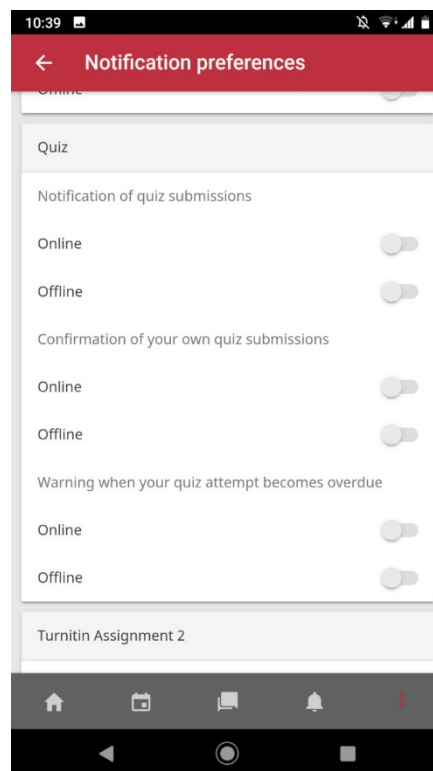 10:39
Notification preferences
Offline
Quiz
Notification of quiz submissions
Online
Offline
Confirmation of your own quiz submissions
Online
Offline
Warning when your quiz attempt becomes overdue
Online
Offline
Turnitin Assignment 2